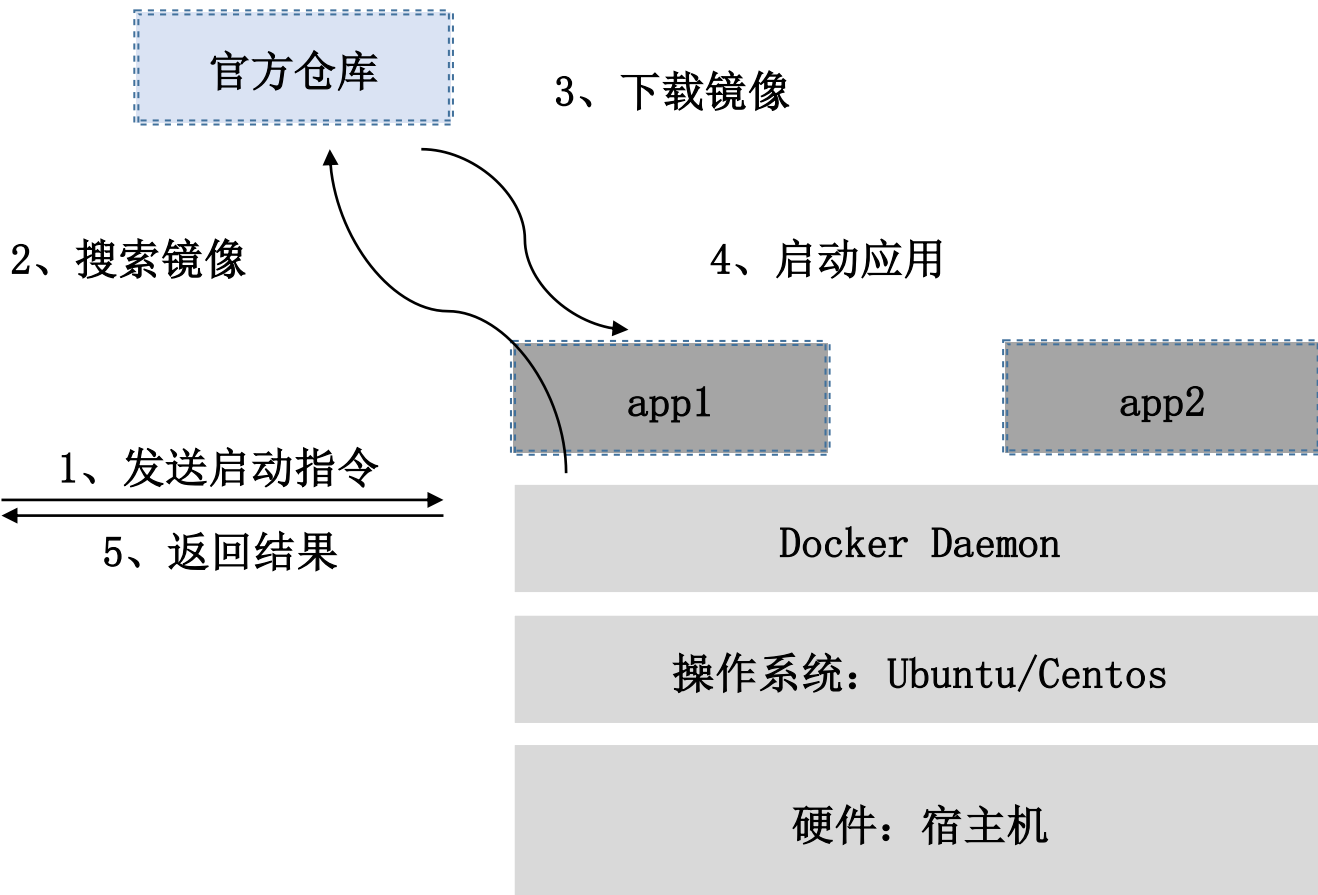 官方仓库
3、下载镜像
2、搜索镜像
4、启动应用
app1
app2
1、发送启动指令
5、返回结果
Docker Daemon
操作系统：Ubuntu/Centos
硬件：宿主机